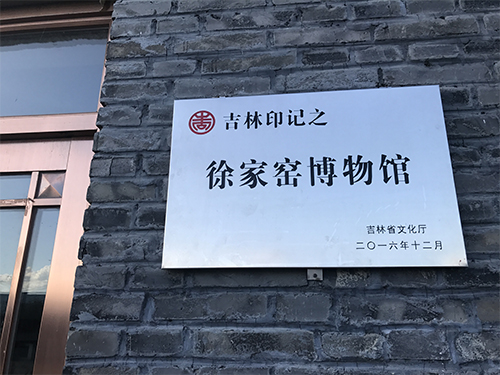 吉林印记之
徐家窑博物馆
吉林省文化厅
二〇一六年十二月